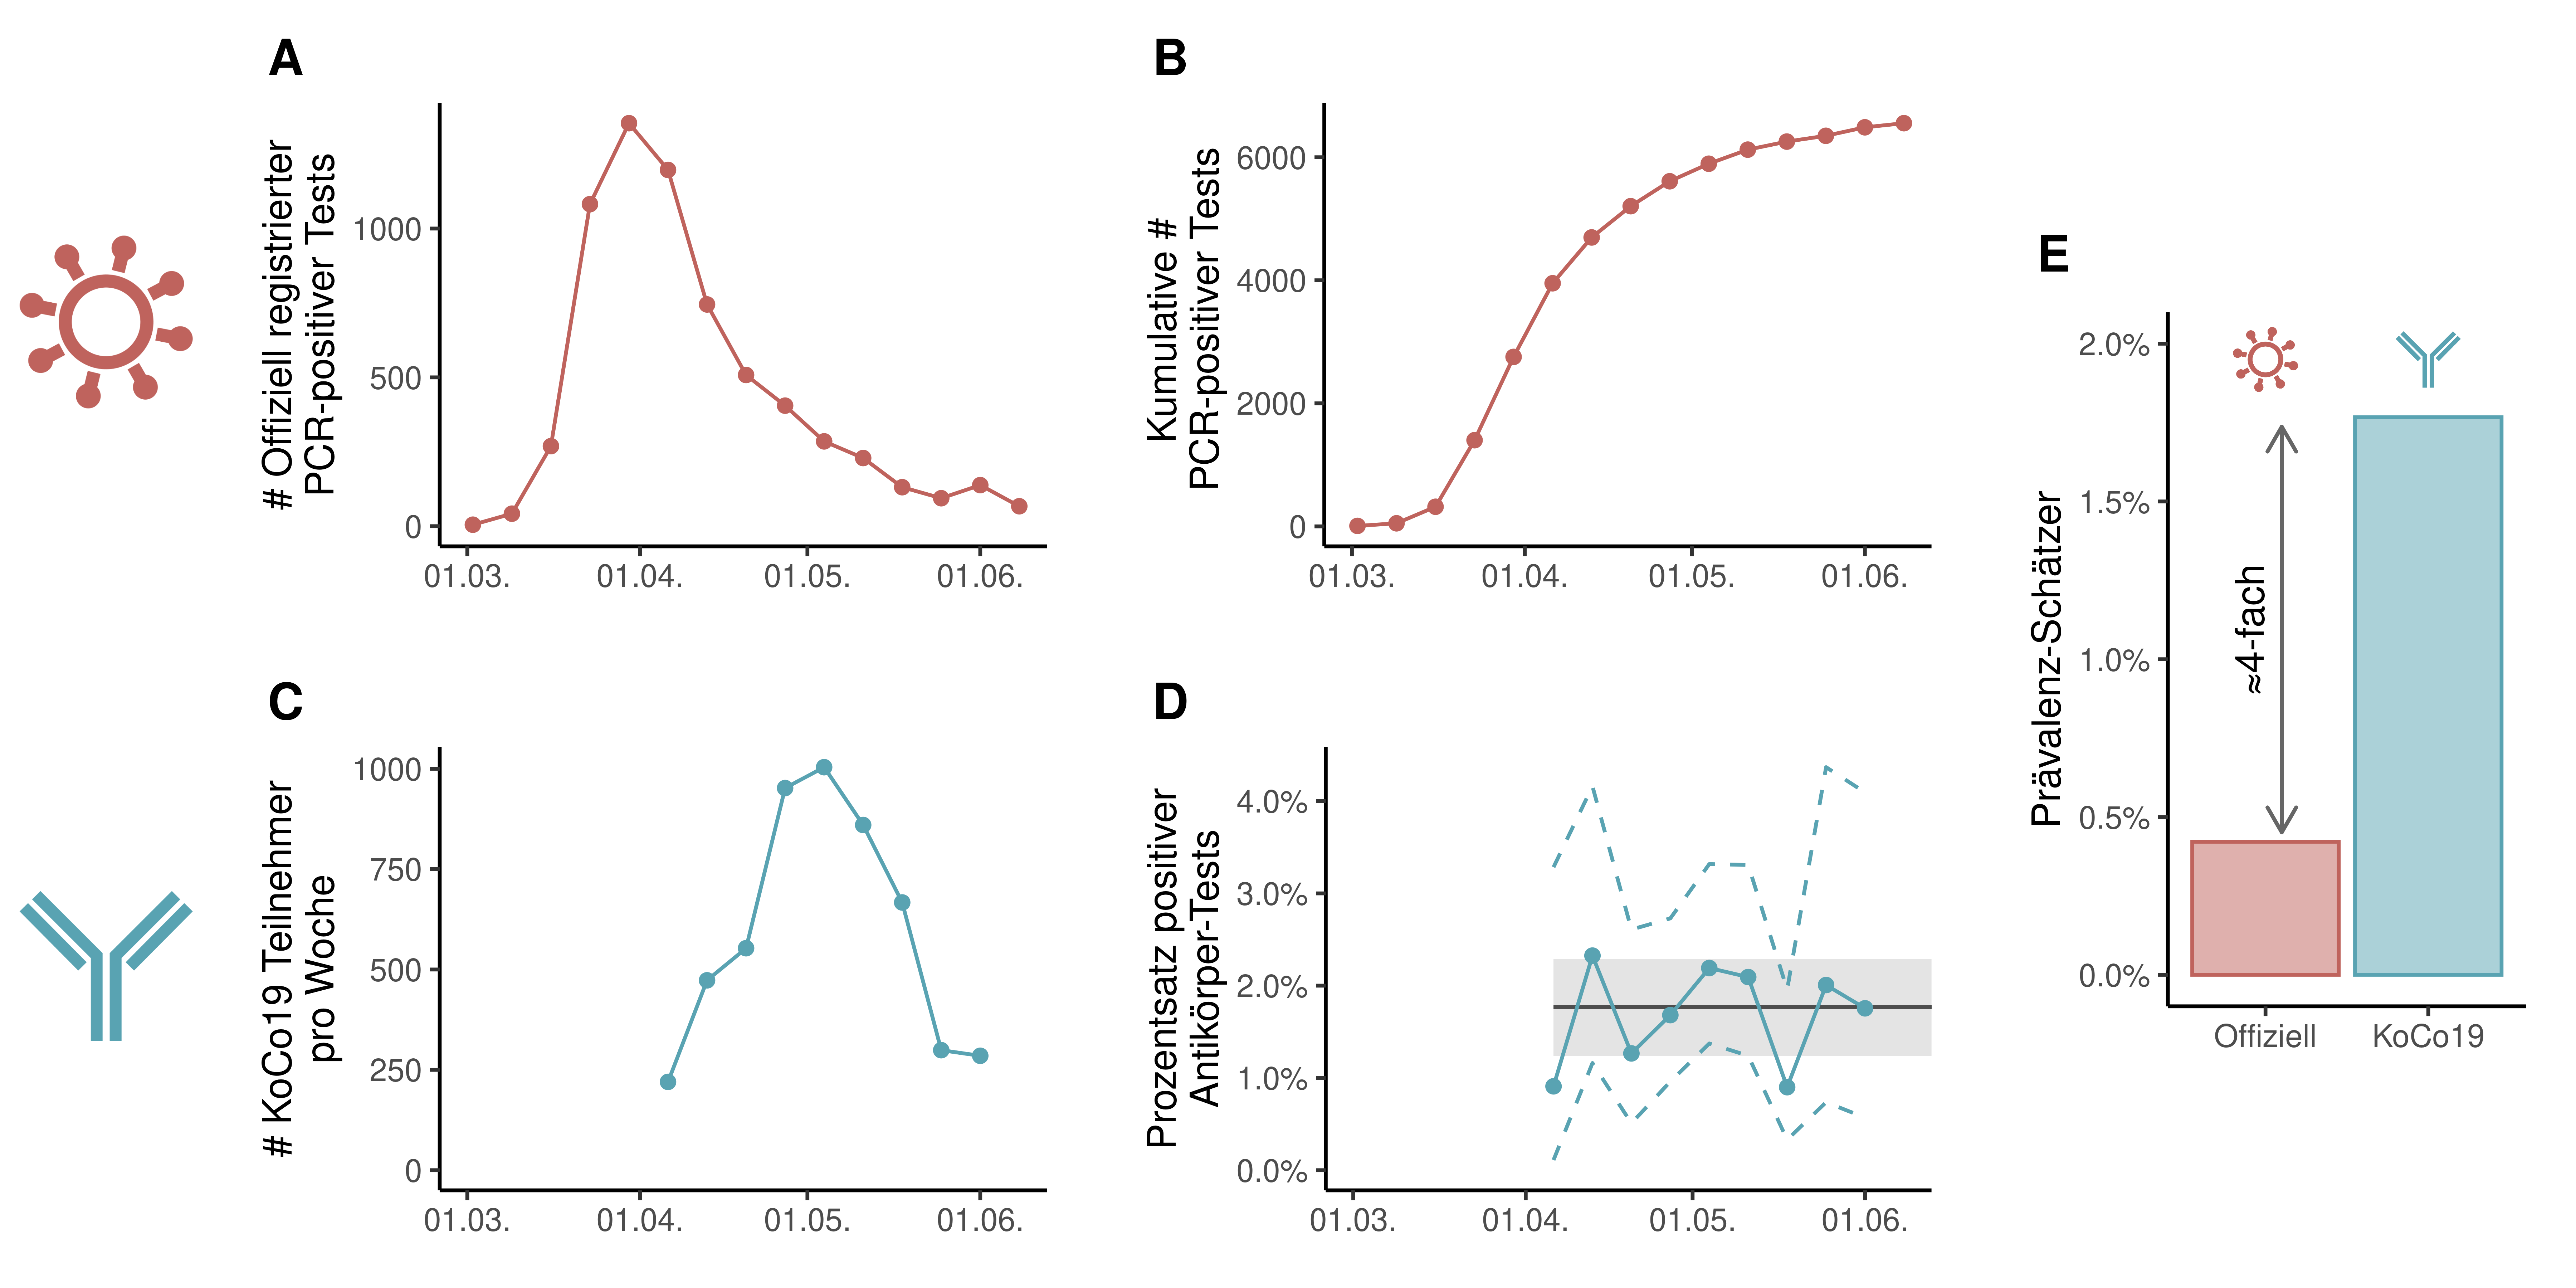 A
# Offiziell registrierter
PCR-positiver Tests
1000
500
0
01.03.
01.04.
01.05.
01.06.
B
Kumulative #
PCR-positiver Tests
6000
4000
2000
0
01.03.
01.04.
01.05.
01.06.
C
# KoCo19 Teilnehmer
pro Woche
1000
750
500
250
0
01.03.
01.04.
01.05.
01.06.
D
Prozentsatz positiver
Antikörper-Tests
4.0%
3.0%
2.0%
1.0%
0.0%
01.03.
01.04.
01.05.
01.06.
E
Prävalenz-Schätzer
2.0%
1.5%
1.0%
0.5%
0.0%
≈4-fach
Offiziell
KoCo19